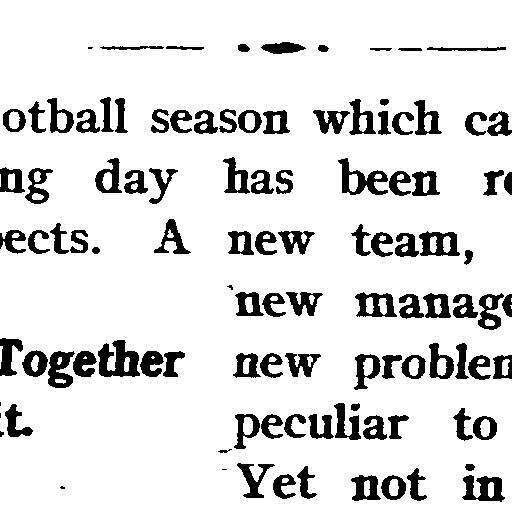 otball season which ca
ng day has been re
ects. A new team,
new manage
Together new problem
it. peculiar to
Yet not in